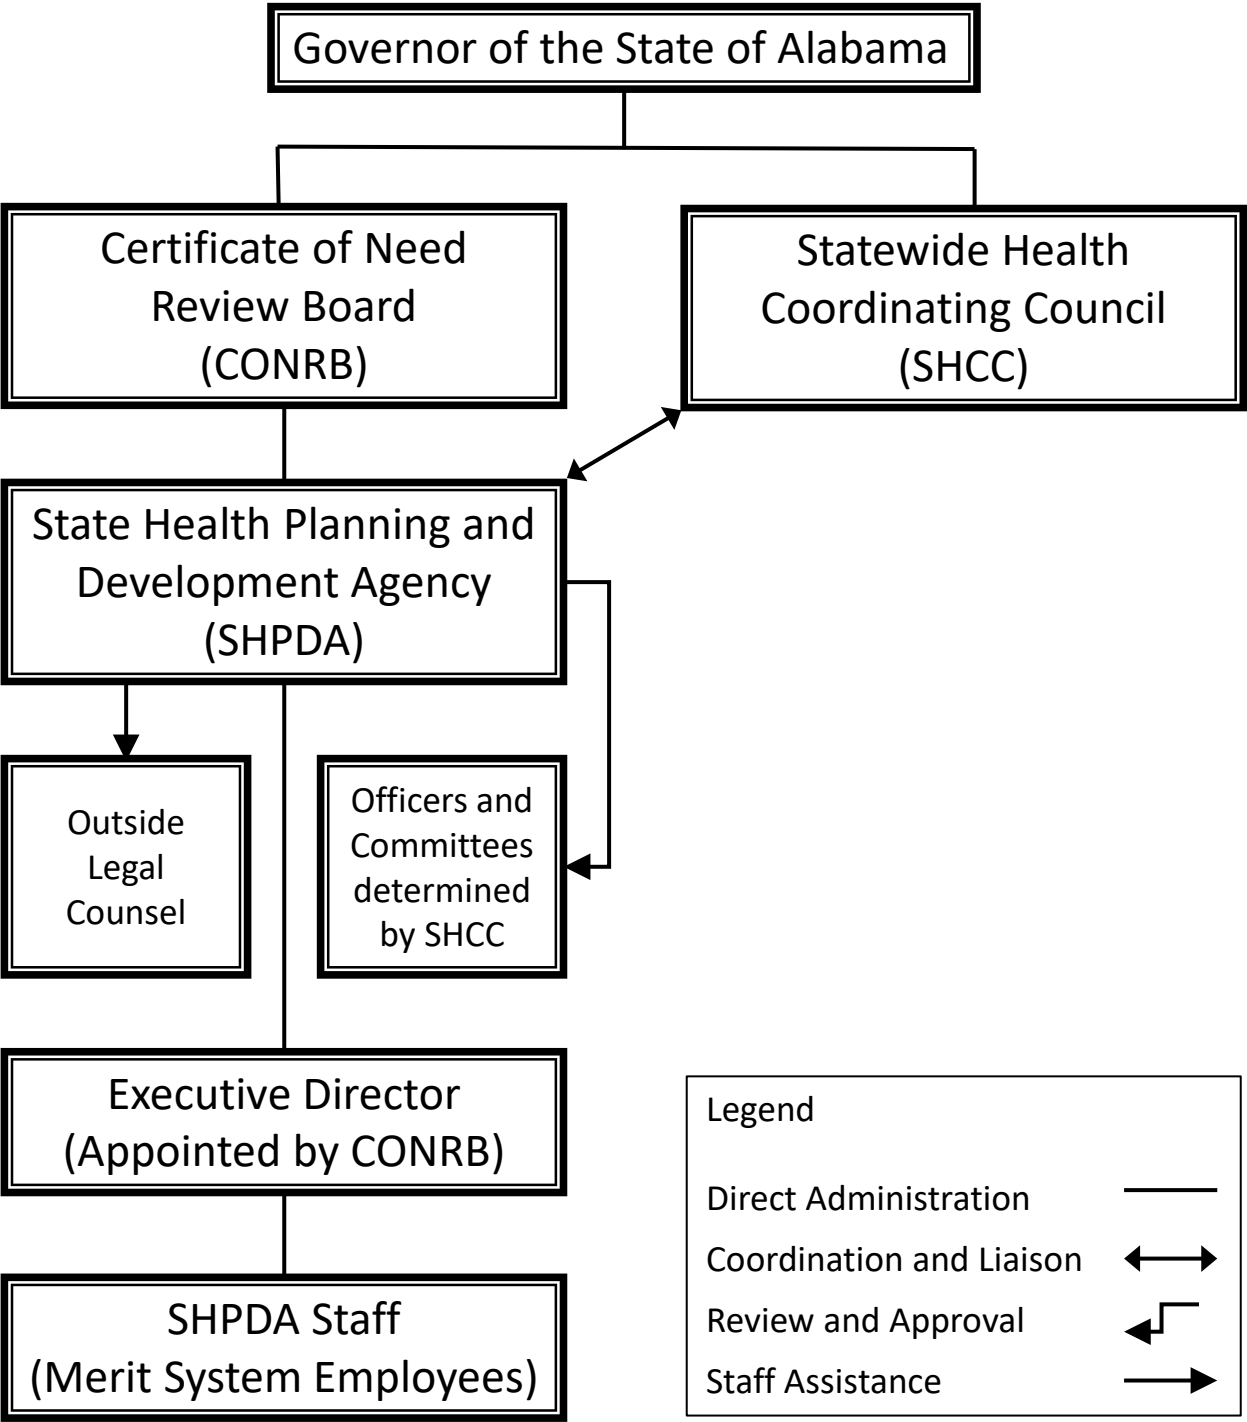 Governor of the State of Alabama
Certificate of Need
Review Board
(CONRB)
Statewide Health
Coordinating Council
(SHCC)
State Health Planning and
Development Agency
(SHPDA)
Outside
Legal
Counsel
Officers and
Committees
determined
by SHCC
Executive Director
(Appointed by CONRB)
SHPDA Staff
(Merit System Employees)
Legend
Direct Administration
Coordination and Liaison
Review and Approval
Staff Assistance